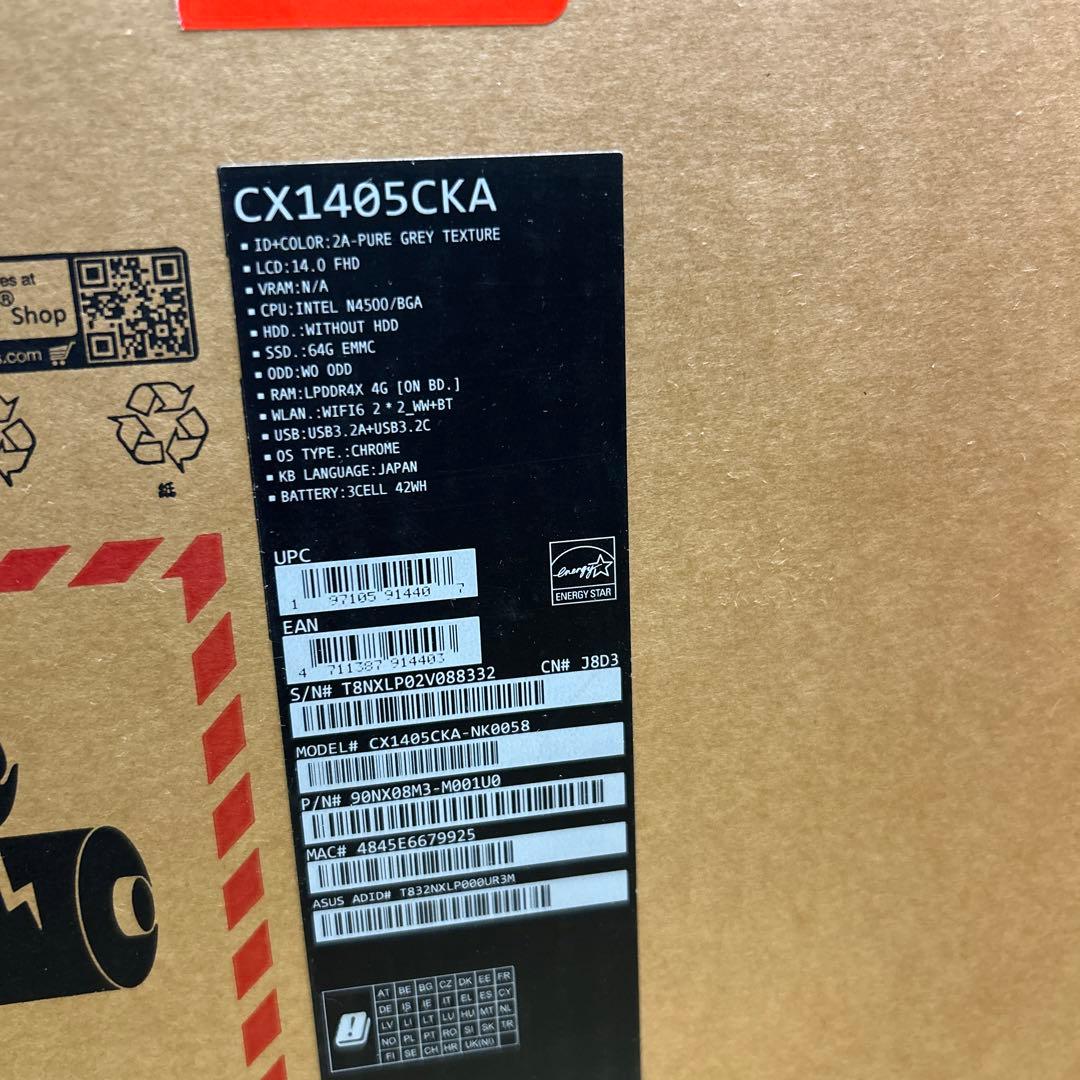 es at
®
Shop
s.com
紙
CX1405CKA
▪ ID+COLOR:2A-PURE GREY TEXTURE
▪ LCD:14.0 FHD
▪ VRAM:N/A
▪ CPU:INTEL N4500/BGA
▪ HDD.:WITHOUT HDD
▪ SSD.:64G EMMC
▪ ODD:WO ODD
▪ RAM:LPDDR4X 4G [ON BD.]
▪ WLAN.:WIFI6 2*2_WW+BT
▪ USB:USB3.2A+USB3.2C
▪ OS TYPE.:CHROME
▪ KB LANGUAGE:JAPAN
▪ BATTERY:3CELL 42WH
UPC
1 97105 91440 7
energy
ENERGY STAR
EAN
4 711387 914403
S/N# T8NXLP02V088332 CN# J8D3
MODEL# CX1405CKA-NK0058
P/N# 90NX08M3-M001U0
MAC# 4845E6679925
ASUS ADID# T832NXLP000UR3M
AT BE BG CZ DK EE FR
DE IS IE IT EL ES CY
LV LI LT LU HU MT NL
NO PL PT RO SI SK TR
FI SE CH HR UK(NI)